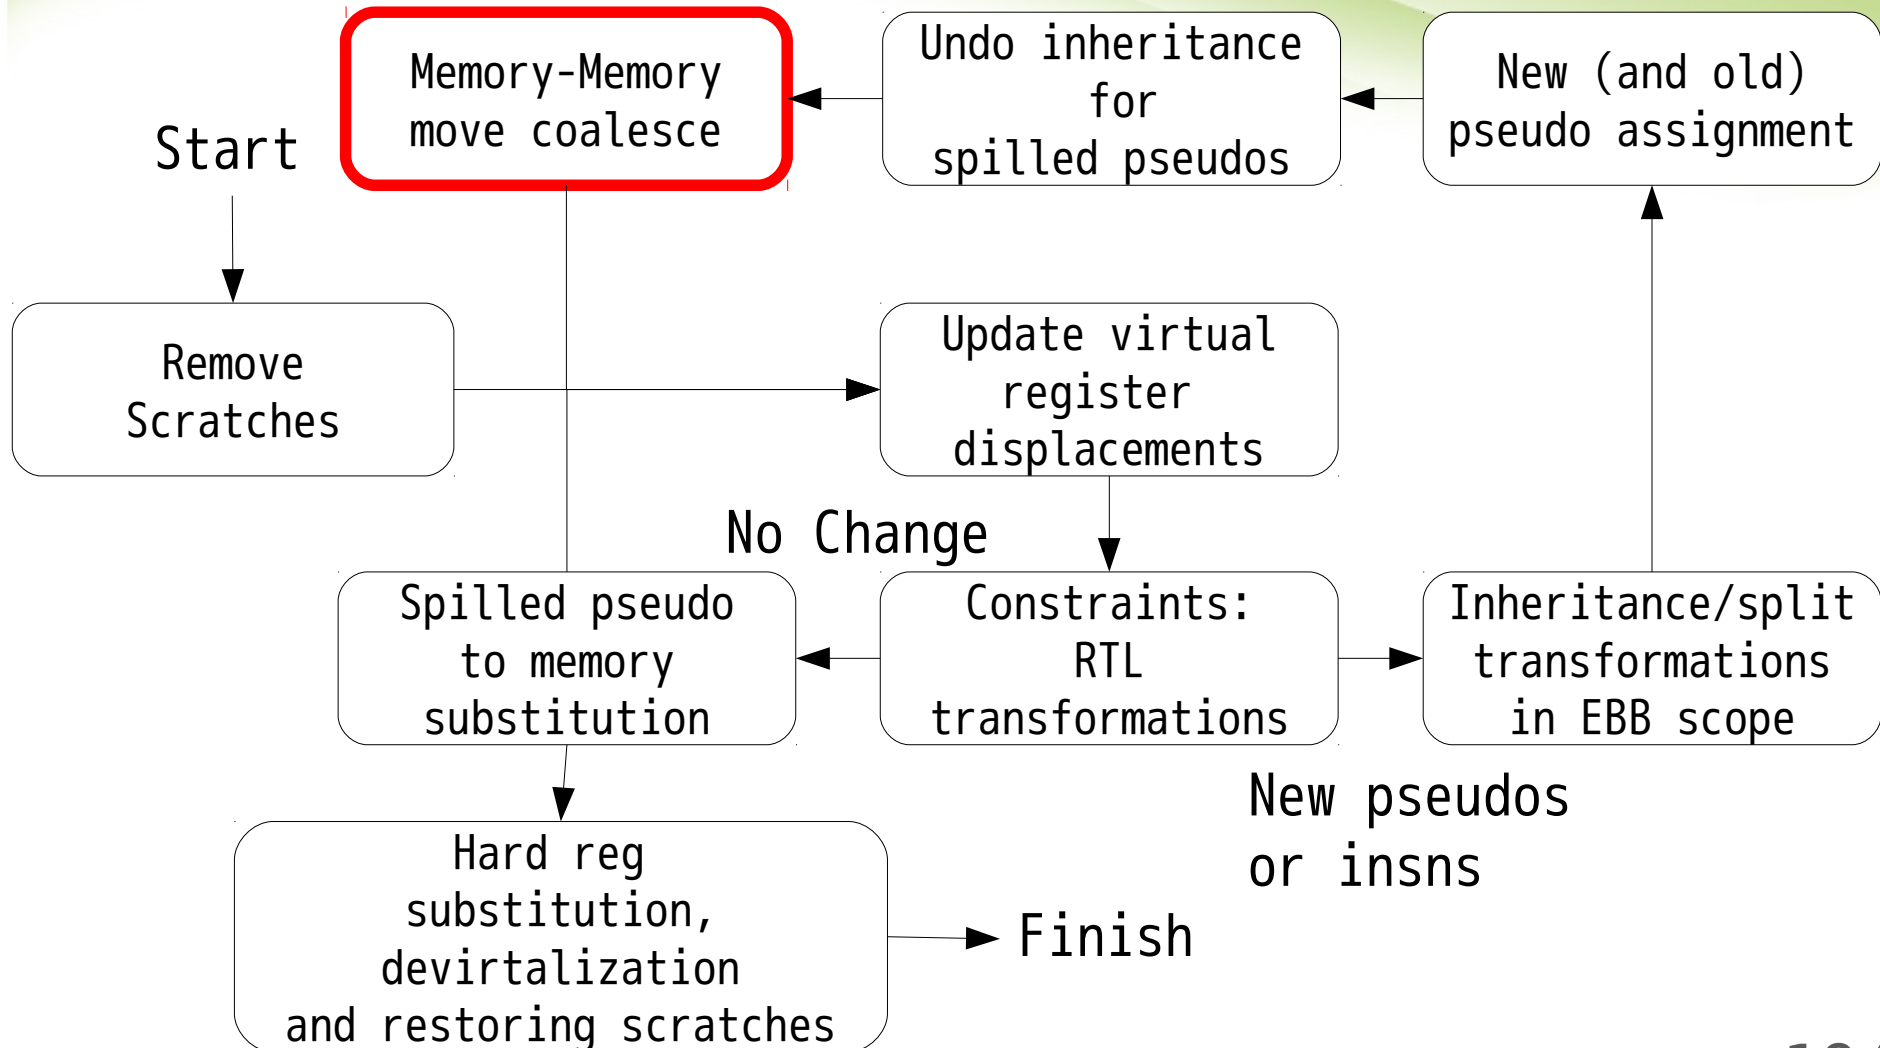 Memory-Memory
move coalesce
Undo inheritance
for
spilled pseudos
New (and old)
pseudo assignment
Start
Remove
Scratches
Update virtual
register
displacements
No Change
Spilled pseudo
to memory
substitution
Constraints:
RTL
transformations
Inheritance/split
transformations
in EBB scope
New pseudos
or insns
Hard reg
substitution,
devirtalization
and restoring scratches
Finish